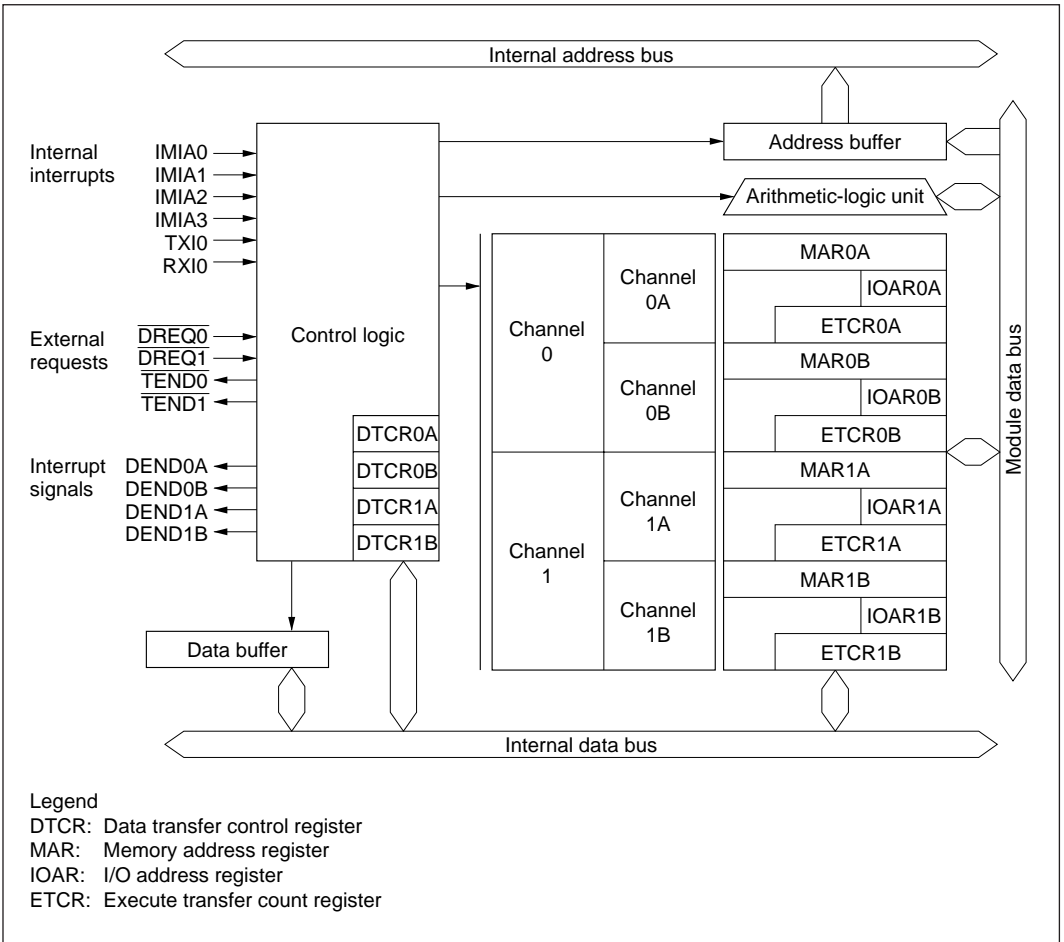 Internal address bus
Address buffer
Arithmetic-logic unit
Internal
interrupts
IMIA0
IMIA1
IMIA2
IMIA3
TXI0
RXI0
External
requests
DREQ0
DREQ1
TEND0
TEND1
Interrupt
signals
DEND0A
DEND0B
DEND1A
DEND1B
Control logic
DTCR0A
DTCR0B
DTCR1A
DTCR1B
Data buffer
Channel
0
Channel
0A
Channel
0B
Channel
1
Channel
1A
Channel
1B
MAR0A
IOAR0A
ETCR0A
MAR0B
IOAR0B
ETCR0B
MAR1A
IOAR1A
ETCR1A
MAR1B
IOAR1B
ETCR1B
Module data bus
Internal data bus
Legend
DTCR: Data transfer control register
MAR: Memory address register
IOAR: I/O address register
ETCR: Execute transfer count register